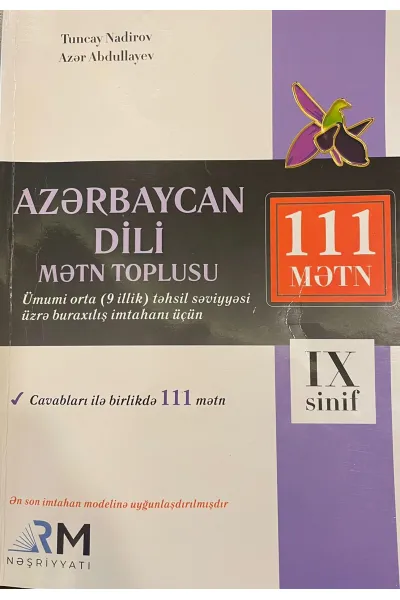 Tuncay Nadirov
Azər Abdullayev
AZƏRBAYCAN
DİLİ
MƏTN TOPLUSU
Ümumi orta (9 illik) təhsil səviyyəsi
üzrə buraxılış imtahanı üçün
111
MƏTN
IX
sinif
✓ Cavabları ilə birlikdə 111 mətn
Ən son imtahan modelinə uyğunlaşdırılmışdır
RM
NƏŞRİYYATI